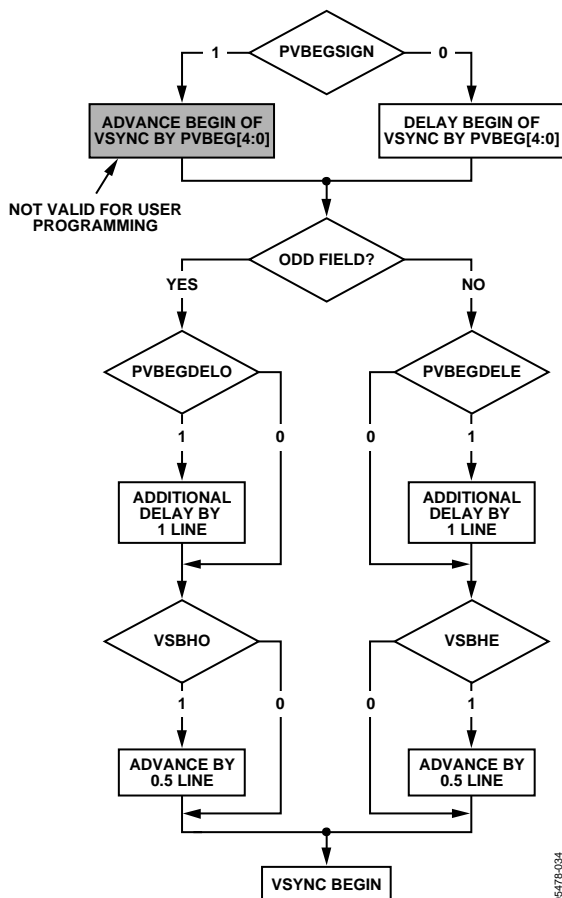 PVBEGSIGN
1
0
ADVANCE BEGIN OF
VSYNC BY PVBEG[4:0]
DELAY BEGIN OF
VSYNC BY PVBEG[4:0]
NOT VALID FOR USER
PROGRAMMING
ODD FIELD?
YES
NO
PVBEGDELO
PVBEGDELE
1
0
0
1
ADDITIONAL
DELAY BY
1 LINE
ADDITIONAL
DELAY BY
1 LINE
VSBHO
VSBHE
1
0
0
1
ADVANCE BY
0.5 LINE
ADVANCE BY
0.5 LINE
VSYNC BEGIN